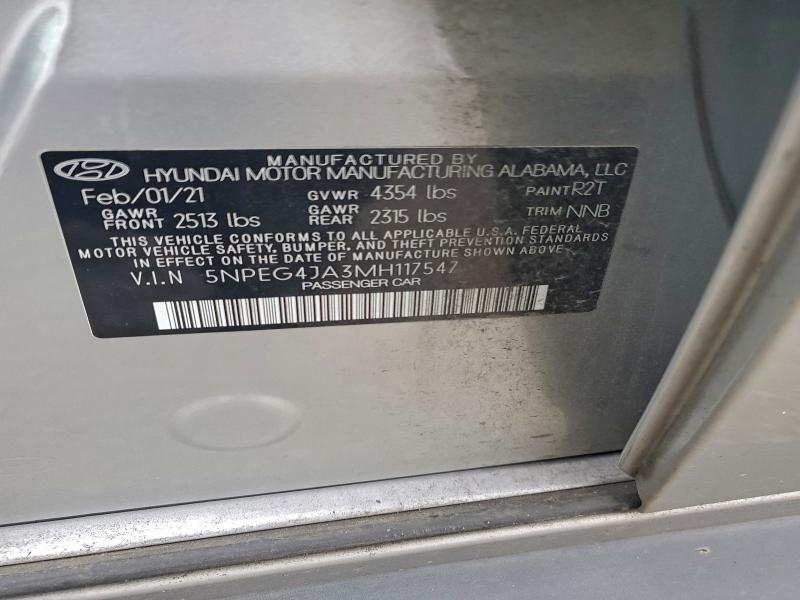 MANUFACTURED BY
HYUNDAI MOTOR MANUFACTURING ALABAMA, LLC
Feb/01/21 GVWR 4354 lbs PAINT R2T
GAWR FRONT 2513 lbs GAWR REAR 2315 lbs TRIM NNB
THIS VEHICLE CONFORMS TO ALL APPLICABLE U.S.A. FEDERAL
MOTOR VEHICLE SAFETY, BUMPER, AND THEFT PREVENTION STANDARDS
IN EFFECT ON THE DATE OF MANUFACTURE SHOWN ABOVE.
V.I.N 5NPEG4JA3MH117547
PASSENGER CAR